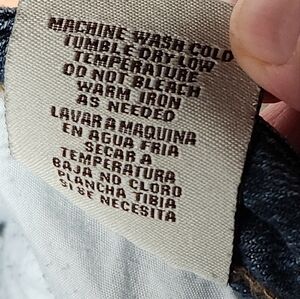 MACHINE WASH COLD
TUMBLE DRY LOW
TEMPERATURE
DO NOT BLEACH
WARM IRON
AS NEEDED
LAVAR A MAQUINA
EN AGUA FRIA
SECAR A
TEMPERATURA
BAJA NO CLORO
PLANCHA TIBIA
SI SE NECESITA